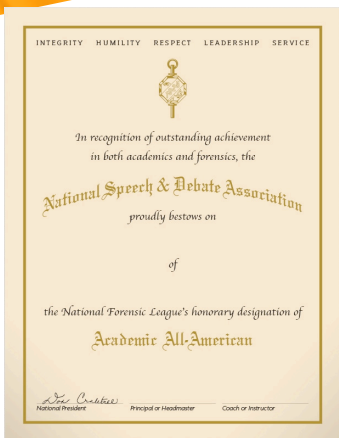 INTEGRITY HUMILITY RESPECT LEADERSHIP SERVICE
In recognition of outstanding achievement
in both academics and forensics, the
National Speech & Debate Association
proudly bestows on
of
the National Forensic League's honorary designation of
Academic All-American
Don Crabtree
National President Principal or Headmaster Coach or Instructor